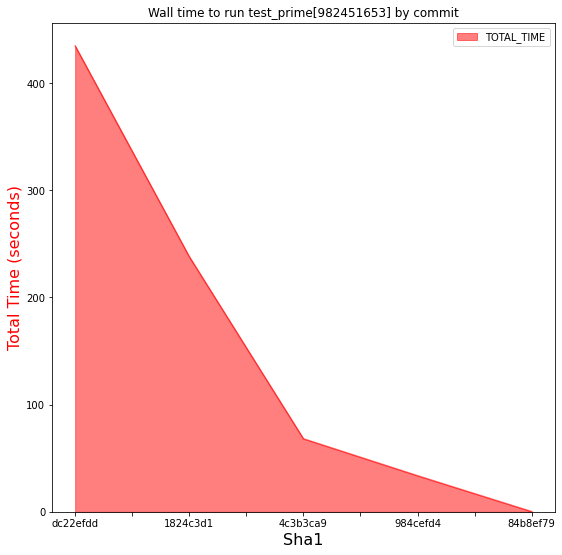 Wall time to run test_prime[982451653] by commit
TOTAL_TIME
Total Time (seconds)
400
300
200
100
0
dc22efdd 1824c3d1 4c3b3ca9 984cefd4 84b8ef79
Sha1